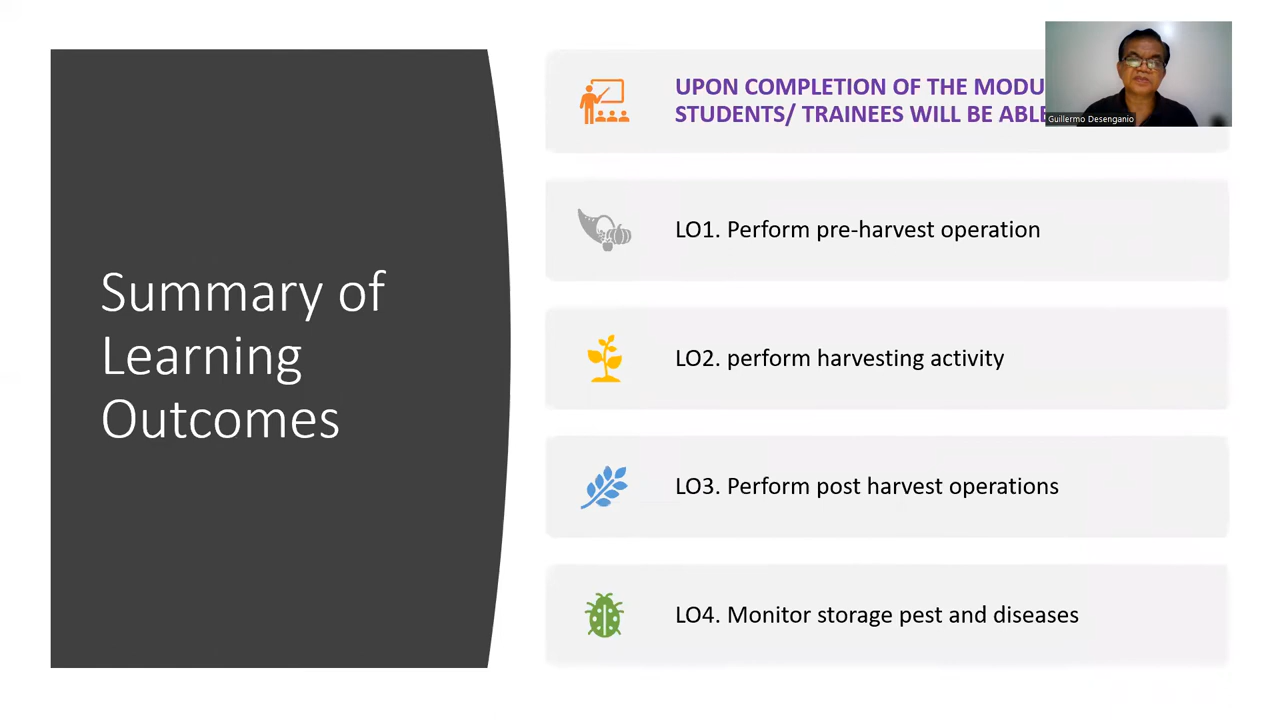 Summary of
Learning
Outcomes
UPON COMPLETION OF THE
STUDENTS/ TRAINEES WILL BE ABLE
Guillermo Desenganio
LO1. Perform pre-harvest operation
LO2. perform harvesting activity
LO3. Perform post harvest operations
LO4. Monitor storage pest and diseases